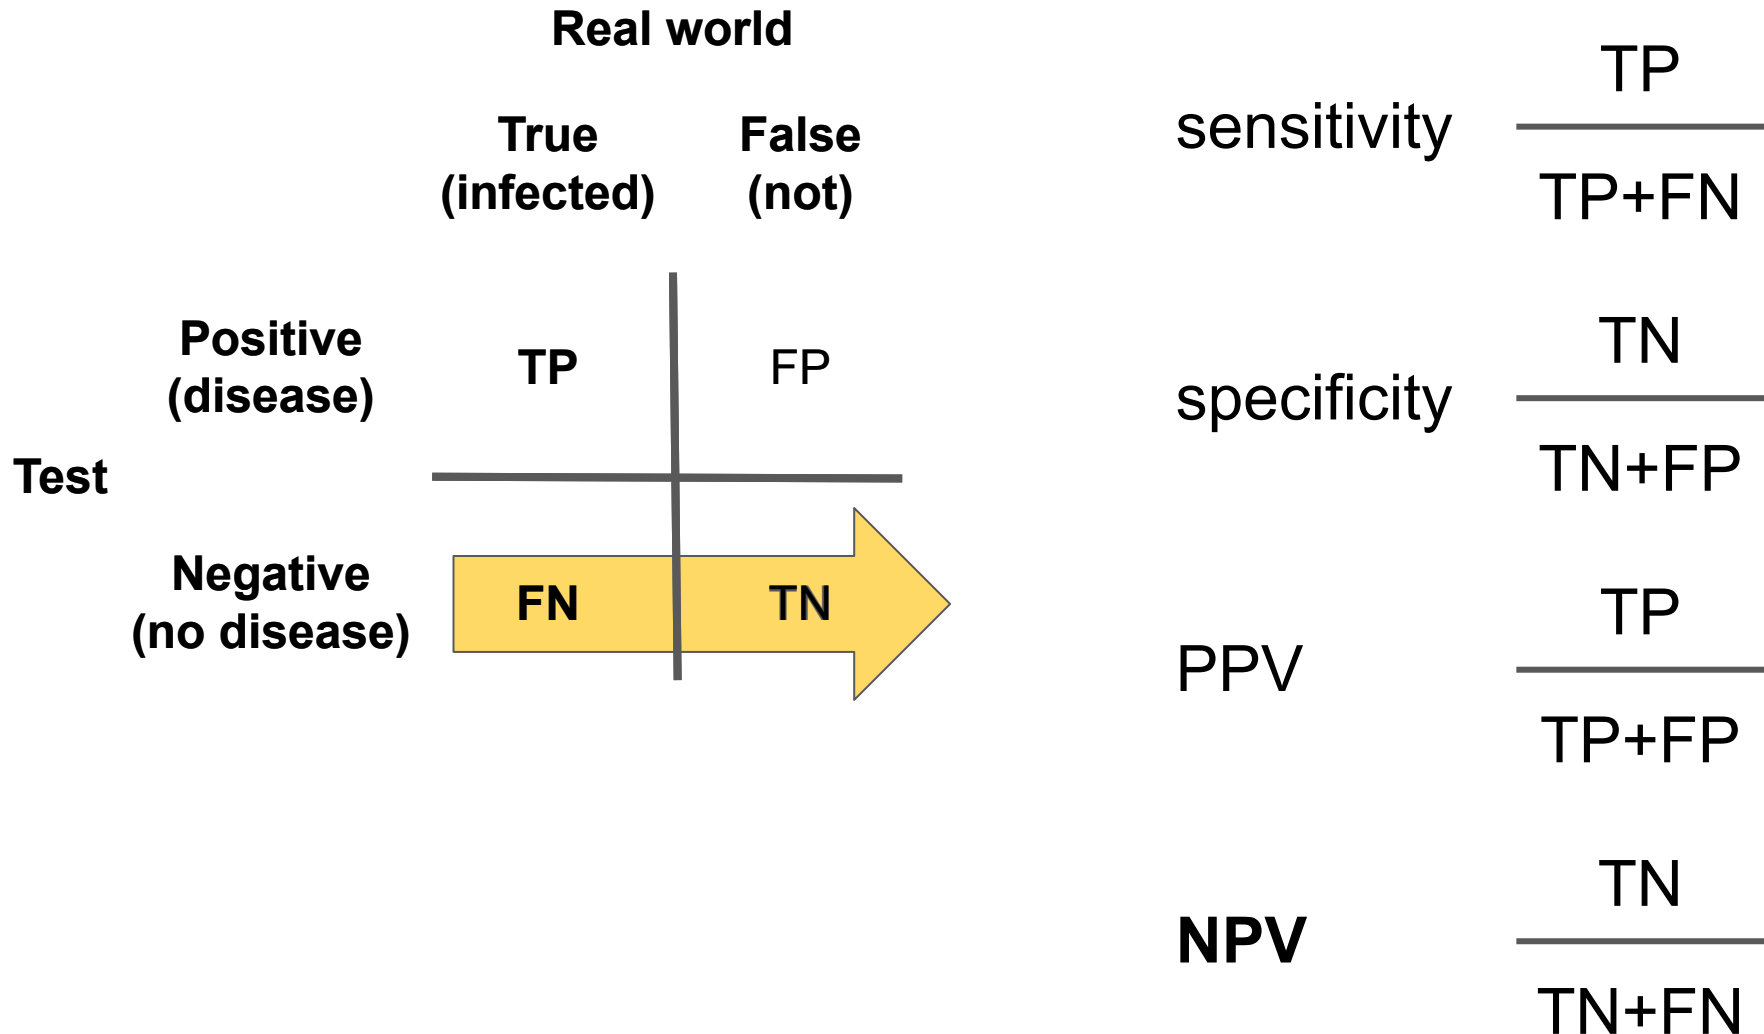 Real world
True
(infected)
False
(not)
Positive
(disease)
TP
FP
Test
Negative
(no disease)
FN
TN
sensitivity
TP
TP+FN
specificity
TN
TN+FP
PPV
TP
TP+FP
NPV
TN
TN+FN